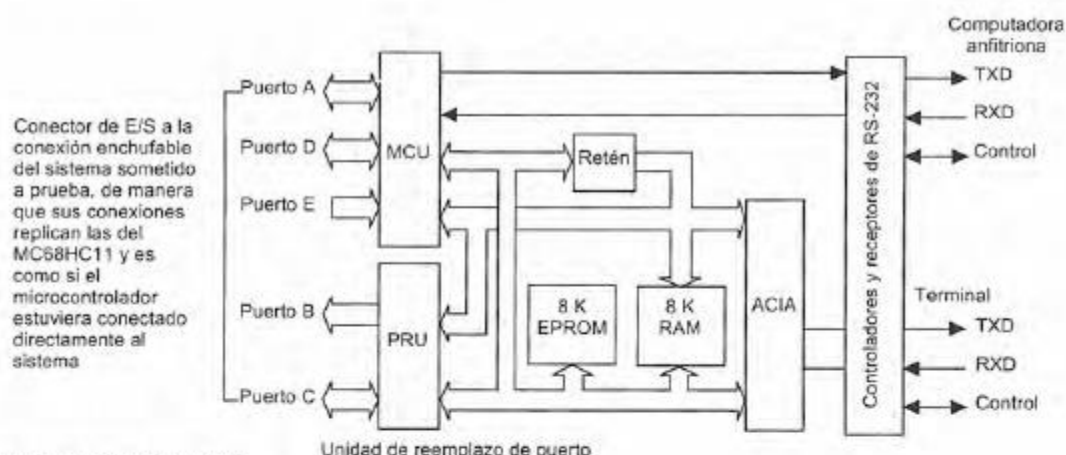 Computadora
anfitriona
TXD
RXD
Control
Puerto A
Puerto D
Puerto E
Puerto B
Puerto C
Conector de E/S a la
conexión enchufable
del sistema sometido
a prueba, de manera
que sus conexiones
replican las del
MC68HC11 y es
como si el
microcontrolador
estuviera conectado
directamente al
sistema
MCU
Retén
PRU
8 K
EPROM
8 K
RAM
ACIA
Controladores y receptores de RS-232
Terminal
TXD
RXD
Control
Unidad de reemplazo de puerto